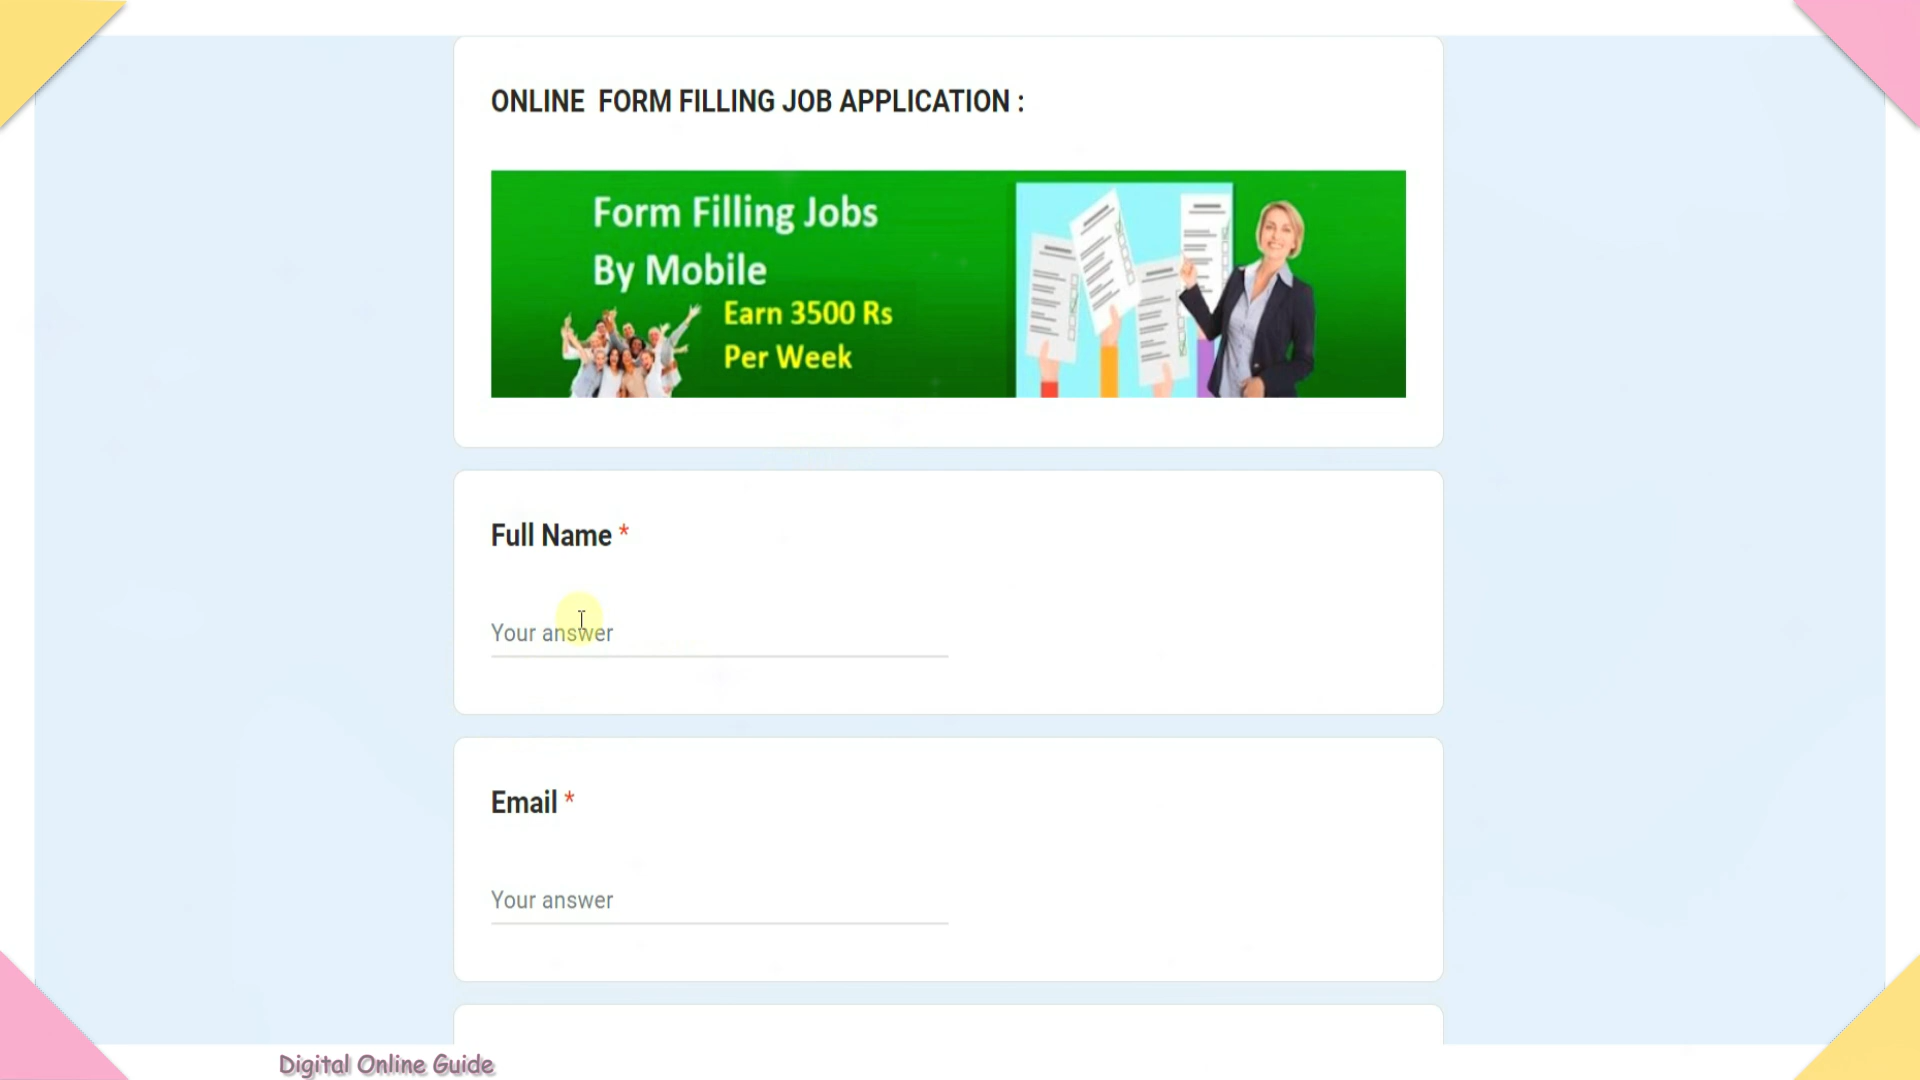 ONLINE  FORM FILLING JOB APPLICATION :
Form Filling Jobs
By Mobile
Earn 3500 Rs
Per Week
Full Name *
Your answer
Email *
Your answer
Digital Online Guide